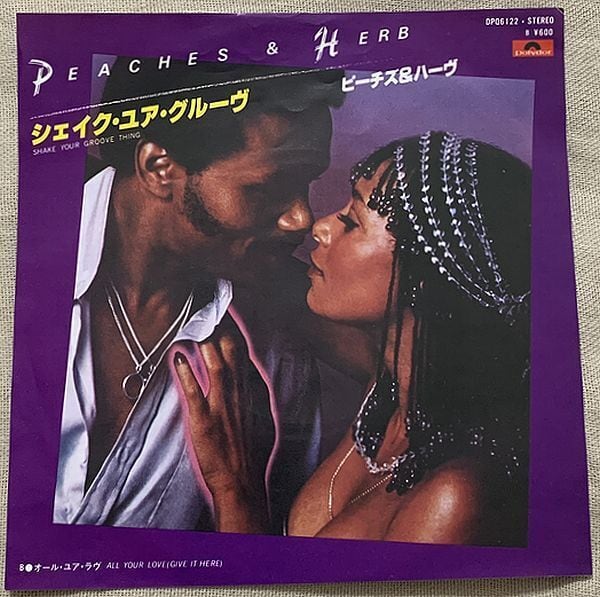 DPQ6122・STEREO
B ¥600
polydor
PEACHES & HERB
ピーチズ&ハーヴ
シェイク・ユア・グルーヴ
SHAKE YOUR GROOVE THING
B●オール・ユア・ラヴ ALL YOUR LOVE (GIVE IT HERE)